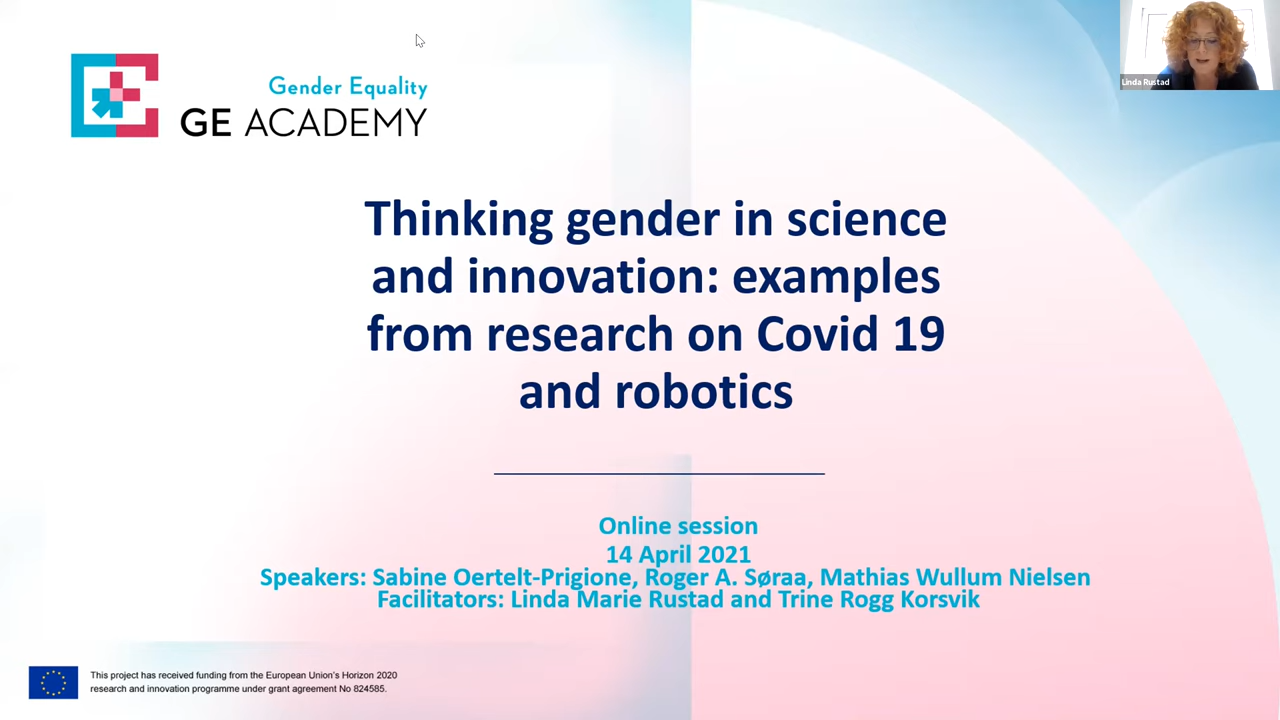 Linda Rustad
Gender Equality
GE ACADEMY
Thinking gender in science
and innovation: examples
from research on Covid 19
and robotics
Online session
14 April 2021
Speakers: Sabine Oertelt-Prigione, Roger A. Søraa, Mathias Wullum Nielsen
Facilitators: Linda Marie Rustad and Trine Rogg Korsvik
This project has received funding from the European Union's Horizon 2020
research and innovation programme under grant agreement No 824585.